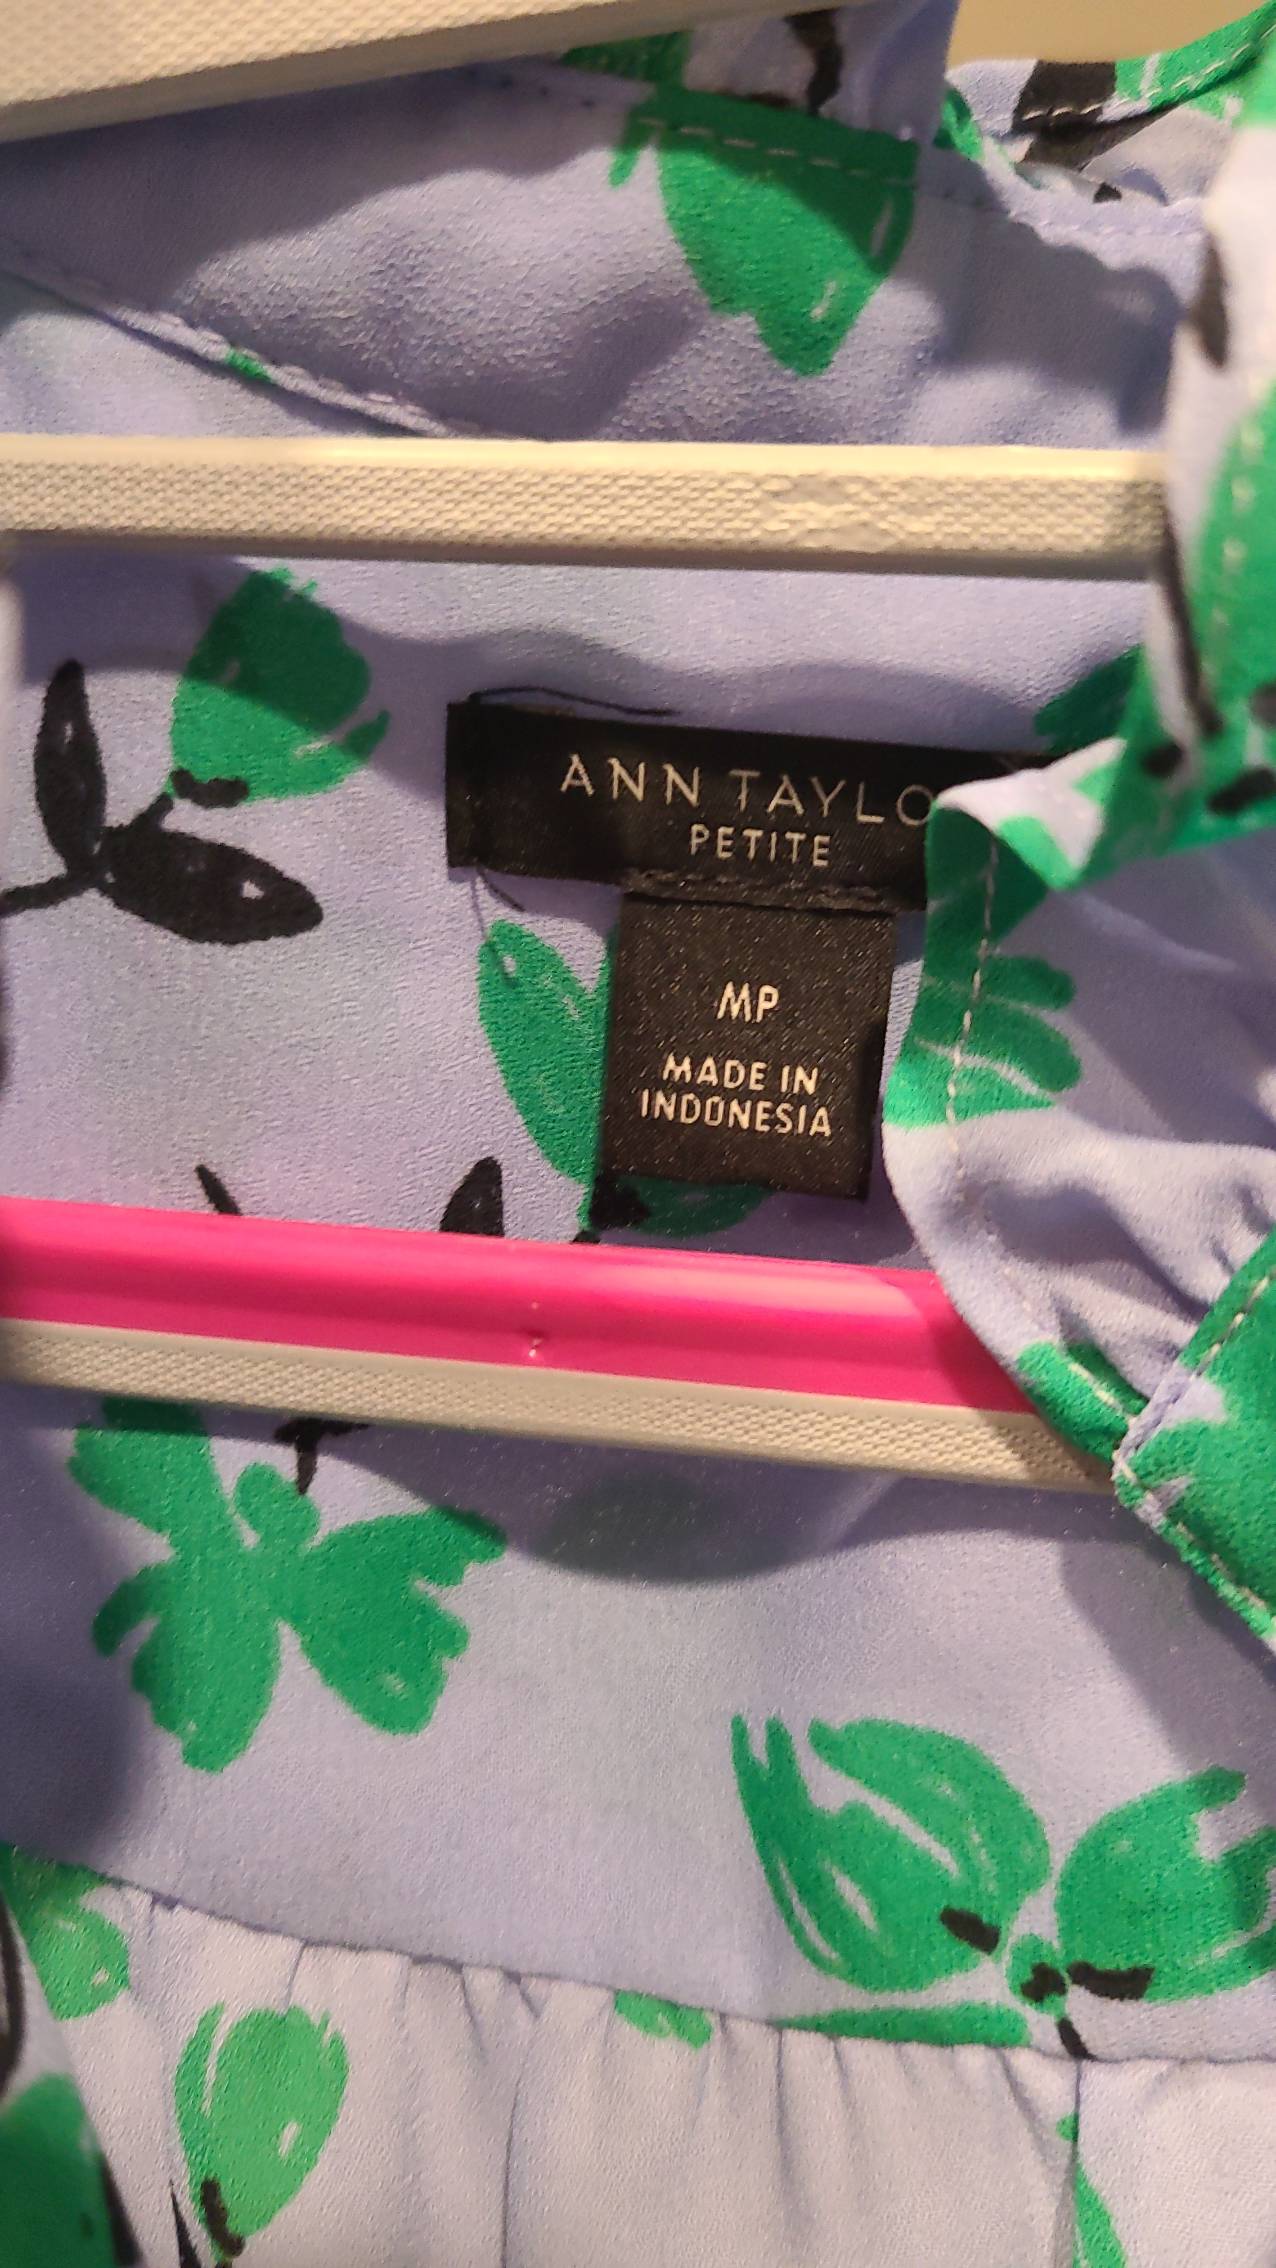 ANN TAYLO
PETITE
MP
MADE IN
INDONESIA